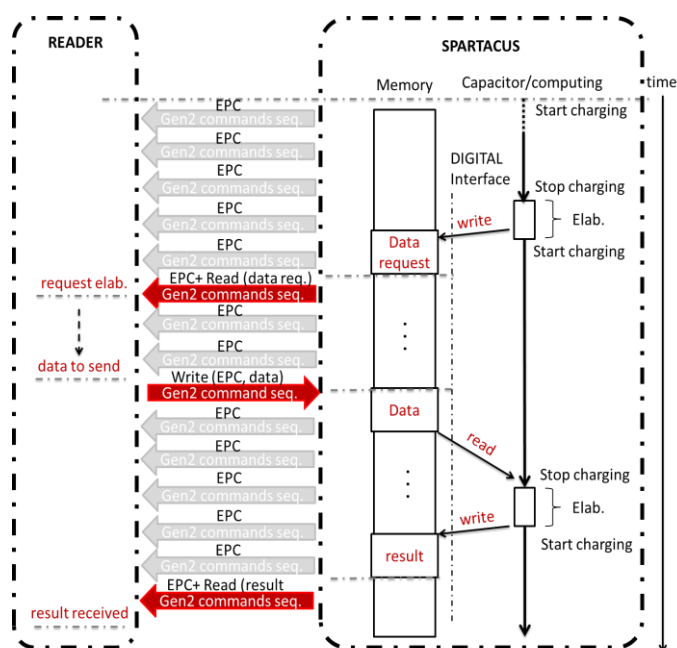 READER
SPARTACUS
Memory
Capacitor/computing
time
EPC
Gen2 commands seq.
Start charging
EPC
Gen2 commands seq.
EPC
Gen2 commands seq.
DIGITAL
Interface
Stop charging
EPC
Gen2 commands seq.
write
Elab.
EPC
Gen2 commands seq.
Data
request
Start charging
request elab.
EPC+ Read (data req.)
Gen2 commands seq.
EPC
Gen2 commands seq.
EPC
Gen2 commands seq.
data to send
Write (EPC, data)
Gen2 command seq.
Data
EPC
Gen2 commands seq.
read
EPC
Gen2 commands seq.
Stop charging
EPC
Gen2 commands seq.
Elab.
EPC
Gen2 commands seq.
write
Start charging
EPC
Gen2 commands seq.
result
EPC+ Read (result
Gen2 commands seq.
result received